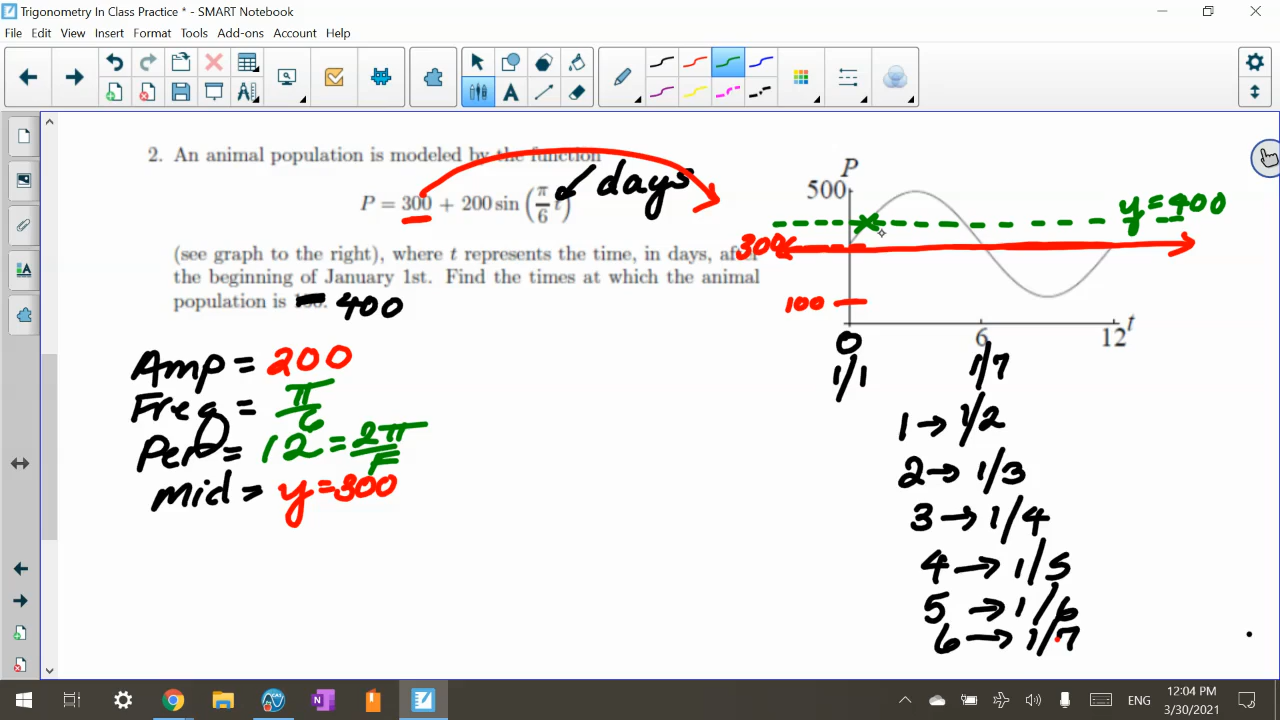 Trigonometry In Class Practice * - SMART Notebook
File Edit View Insert Format Tools Add-ons Account Help
2. An animal population is modeled by the function
P = 300 + 200 sin (π/6 t)
days
(see graph to the right), where t represents the time, in days, after
the beginning of January 1st. Find the times at which the animal
population is
400
Amp = 200
Freq = π/6
Per = 12 = 2π/F
mid = y=300
P
500
y=400
300
100
0
6
12
t
1/1
1/7
1 → 1/2
2 → 1/3
3 → 1/4
4 → 1/5
5 → 1/6
6 → 1/7
ENG
12:04 PM
3/30/2021